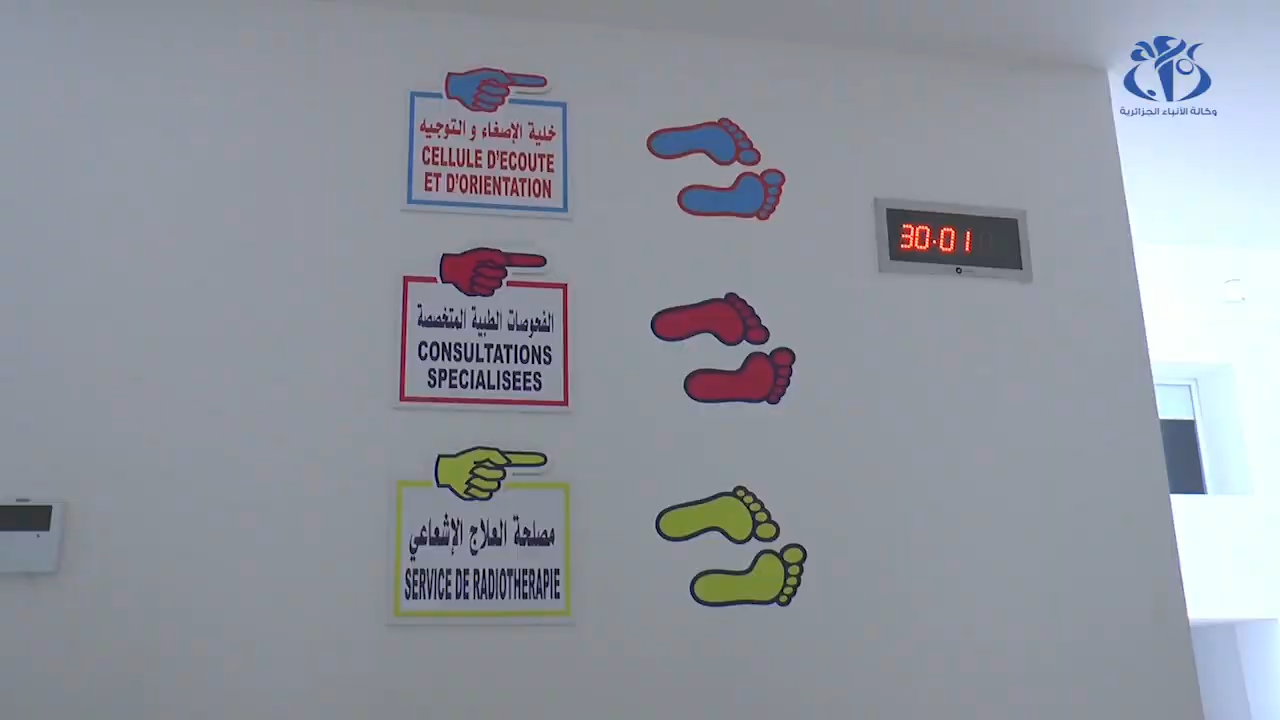 خلية الإصغاء و التوجيه
CELLULE D'ECOUTE
ET D'ORIENTATION
الفحوصات الطبية المتخصصة
CONSULTATIONS
SPECIALISEES
مصلحة العلاج الإشعاعي
SERVICE DE RADIOTHERAPIE
30·01
وكالة الأنباء الجزائرية